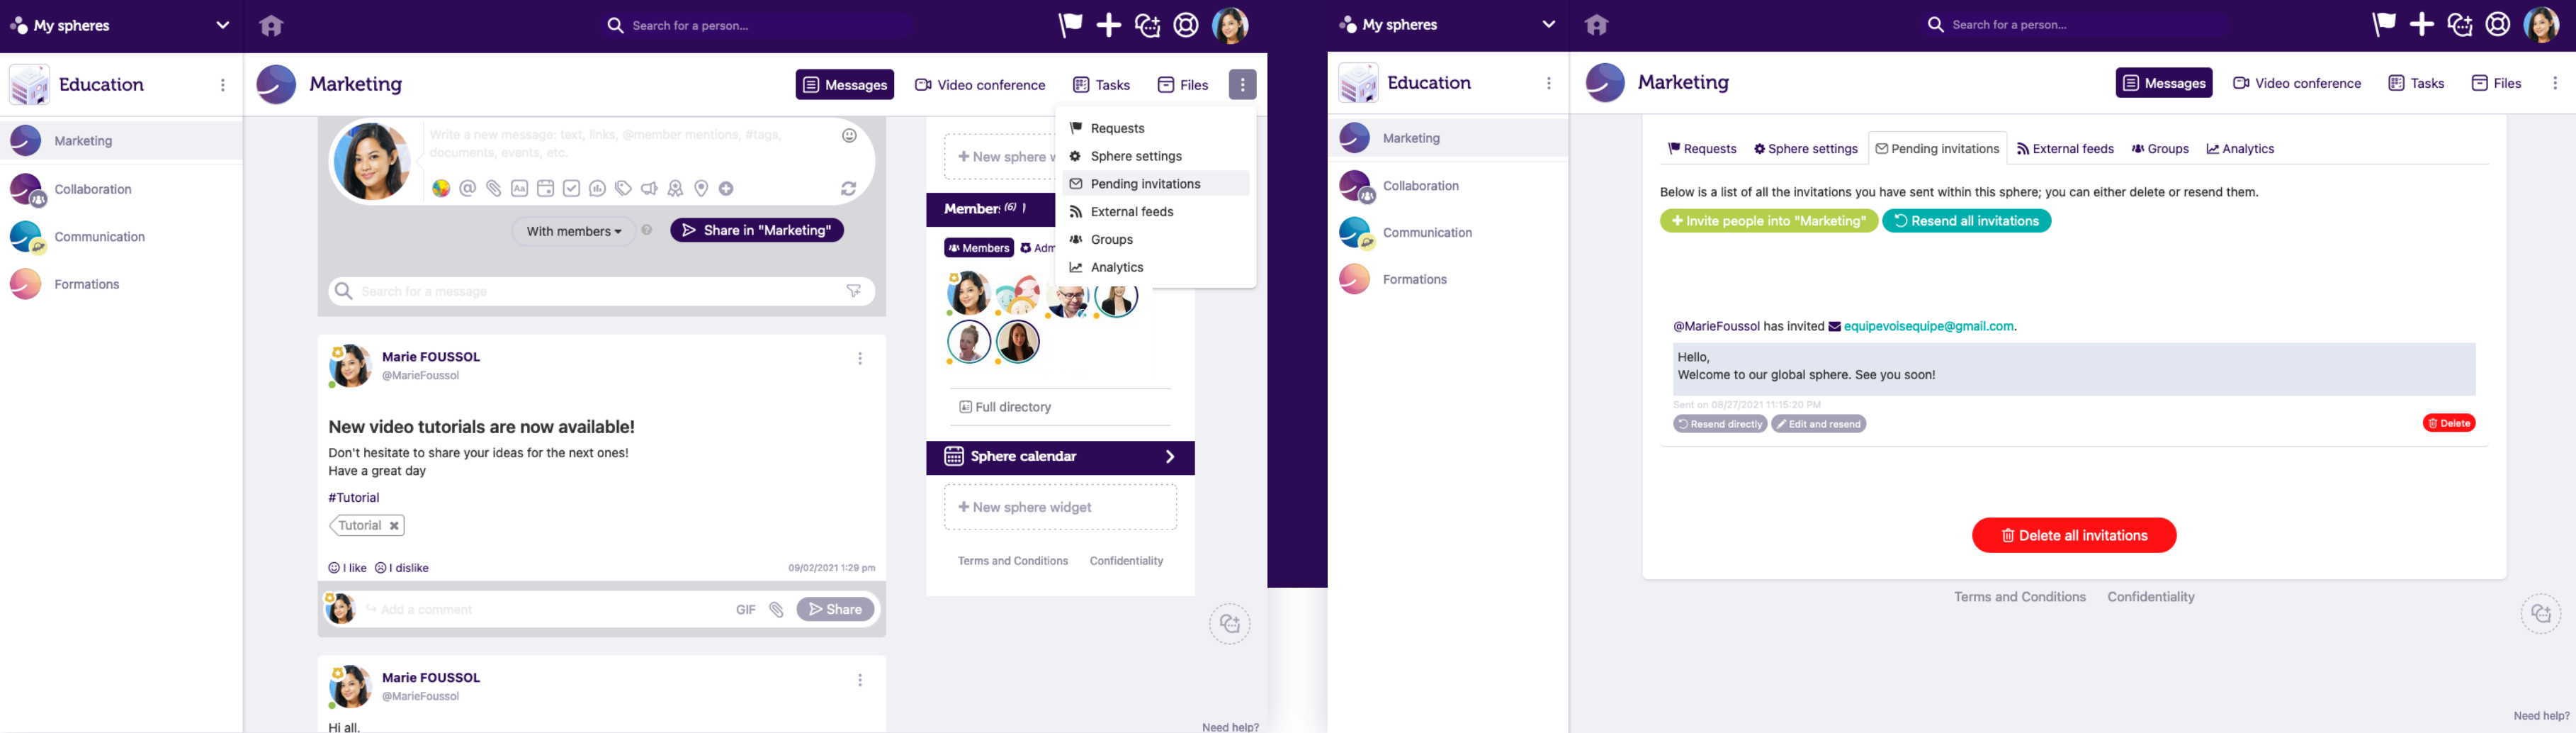 My spheres
Search for a person...
Education
Marketing
Messages
Video conference
Tasks
Files
Marketing
Collaboration
Communication
Formations
Write a new message: text, links, @member mentions, #tags,
documents, events, etc.
With members
Share in "Marketing"
Search for a message
Requests
Sphere settings
Pending invitations
External feeds
Groups
Analytics
+ New sphere w
Member (6)
Members
Adm
Full directory
Sphere calendar
+ New sphere widget
Terms and Conditions
Confidentiality
Marie FOUSSOL
@MarieFoussol
New video tutorials are now available!
Don't hesitate to share your ideas for the next ones!
Have a great day
#Tutorial
Tutorial
I like
I dislike
09/02/2021 1:29 pm
Add a comment
GIF
Share
Marie FOUSSOL
@MarieFoussol
Hi all.
Need help?
My spheres
Search for a person...
Education
Marketing
Messages
Video conference
Tasks
Files
Marketing
Collaboration
Communication
Formations
Requests
Sphere settings
Pending invitations
External feeds
Groups
Analytics
Below is a list of all the invitations you have sent within this sphere; you can either delete or resend them.
+ Invite people into "Marketing"
Resend all invitations
@MarieFoussol has invited equipevoisequipe@gmail.com.
Hello,
Welcome to our global sphere. See you soon!
Sent on 08/27/2021 11:15:20 PM
Resend directly
Edit and resend
Delete
Delete all invitations
Terms and Conditions
Confidentiality
Need help?